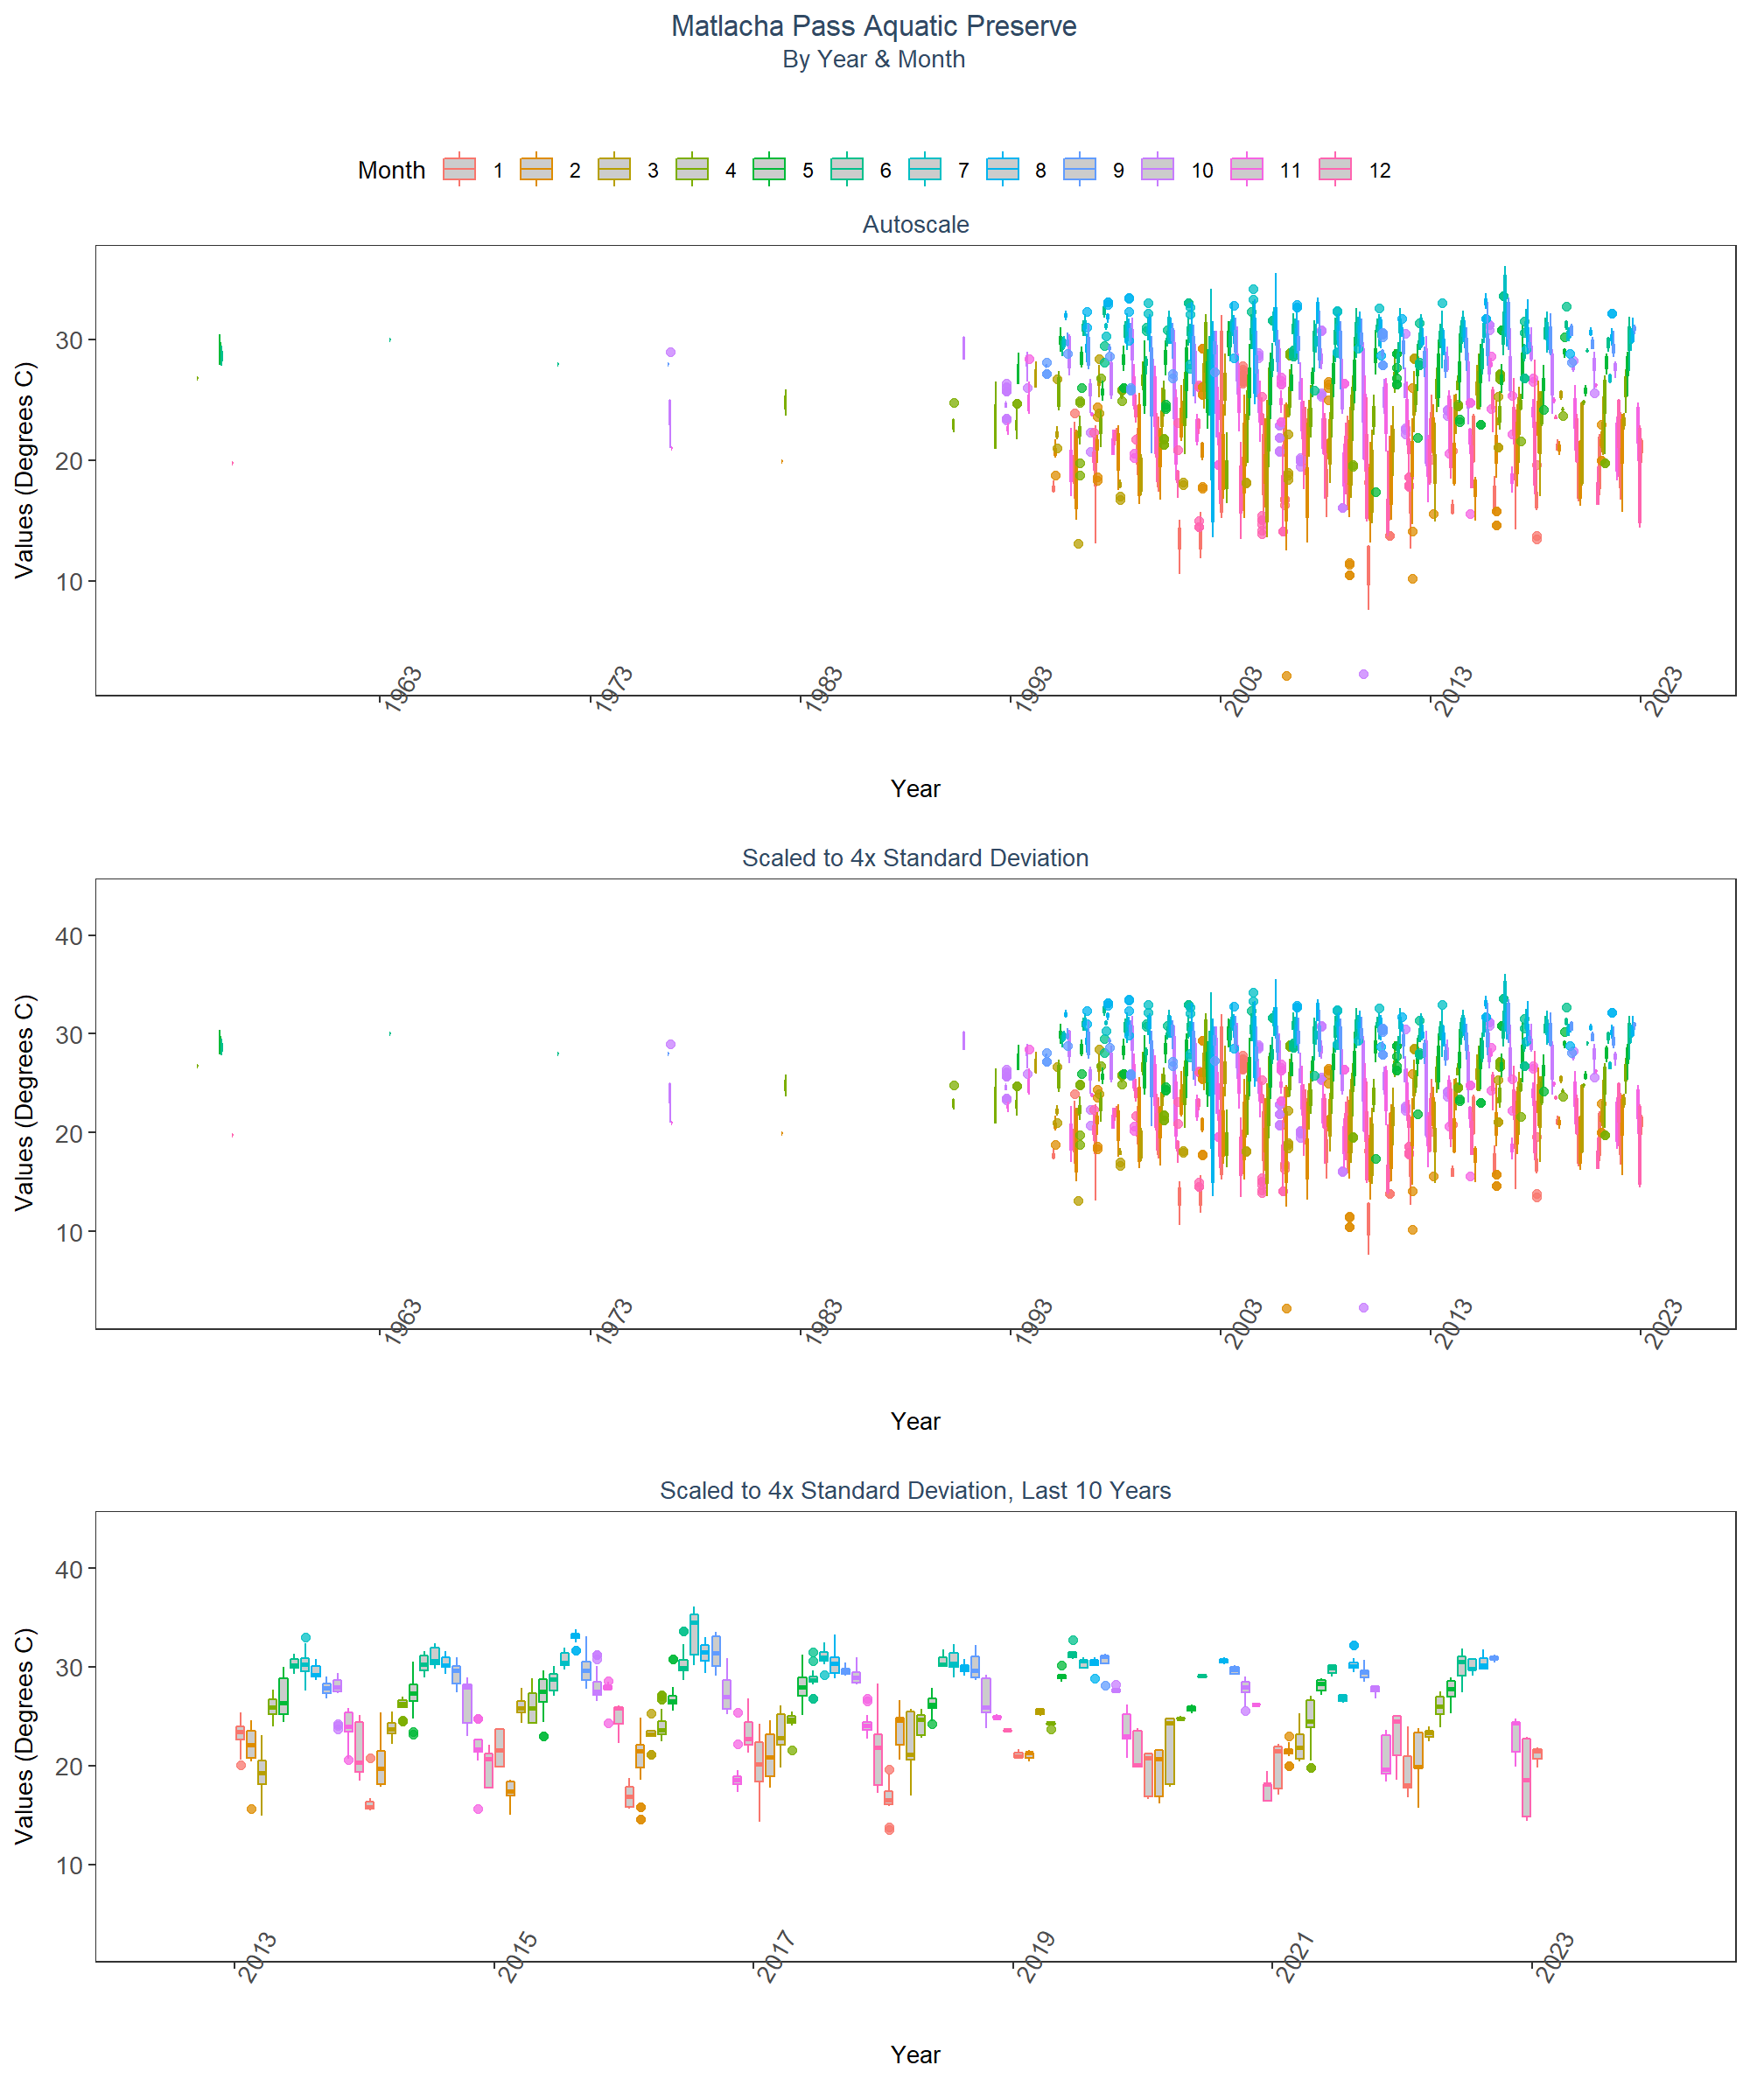 Matlacha Pass Aquatic Preserve
By Year & Month
Month 1 2 3 4 5 6 7 8 9 10 11 12
Autoscale
Values (Degrees C)
30
20
10
1963 1973 1983 1993 2003 2013 2023
Year
Scaled to 4x Standard Deviation
Values (Degrees C)
40
30
20
10
1963 1973 1983 1993 2003 2013 2023
Year
Scaled to 4x Standard Deviation, Last 10 Years
Values (Degrees C)
40
30
20
10
2013 2015 2017 2019 2021 2023
Year